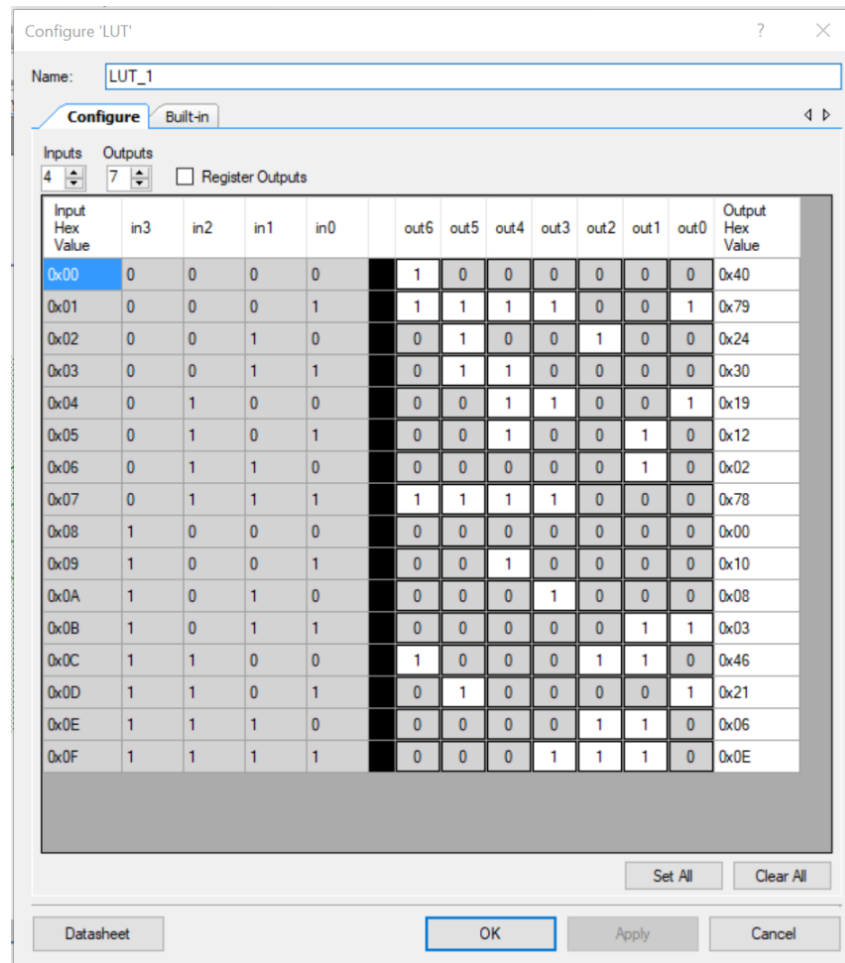 Configure 'LUT'
Name: LUT_1
Configure Built-in
Inputs Outputs
4 7 Register Outputs
Input Hex Value in3 in2 in1 in0 out6 out5 out4 out3 out2 out1 out0 Output Hex Value
0x00 0 0 0 0 1 0 0 0 0 0 0 0x40
0x01 0 0 0 1 1 1 1 1 0 0 1 0x79
0x02 0 0 1 0 0 1 0 0 1 0 0 0x24
0x03 0 0 1 1 0 1 1 0 0 0 0 0x30
0x04 0 1 0 0 0 0 1 1 0 0 1 0x19
0x05 0 1 0 1 0 0 1 0 0 1 0 0x12
0x06 0 1 1 0 0 0 0 0 0 1 0 0x02
0x07 0 1 1 1 1 1 1 1 0 0 0 0x78
0x08 1 0 0 0 0 0 0 0 0 0 0 0x00
0x09 1 0 0 1 0 0 1 0 0 0 0 0x10
0x0A 1 0 1 0 0 0 0 1 0 0 0 0x08
0x0B 1 0 1 1 0 0 0 0 0 1 1 0x03
0x0C 1 1 0 0 1 0 0 0 1 1 0 0x46
0x0D 1 1 0 1 0 1 0 0 0 0 1 0x21
0x0E 1 1 1 0 0 0 0 0 1 1 0 0x06
0x0F 1 1 1 1 0 0 0 1 1 1 0 0x0E
Set All Clear All
Datasheet OK Apply Cancel